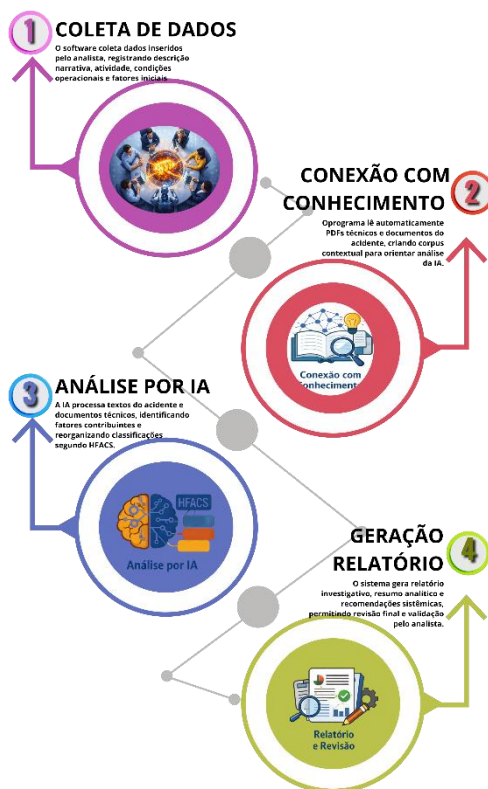 1
COLETA DE DADOS
O software coleta dados inseridos
pelo analista, registrando descrição
narrativa, atividade, condições
operacionais e fatores iniciais
CONEXÃO COM
CONHECIMENTO
2
Oprograma lê automaticamente
PDFs técnicos e documentos do
acidente, criando corpus
contextual para orientar análise
da IA.
Conexão com
onheciment
3
ANÁLISE POR IA
A IA processa textos do acidente e
documentos técnicos, identificando
fatores contribuintes e
reorganizando classificações
segundo HFACS.
HFACS
Análise por IA
GERAÇÃO
RELATÓRIO
4
O sistema gera relatório
investigativo, resumo analítico e
recomendações sistêmicas,
permitindo revisão final e validação
pelo analista.
Relatório
e Revisão